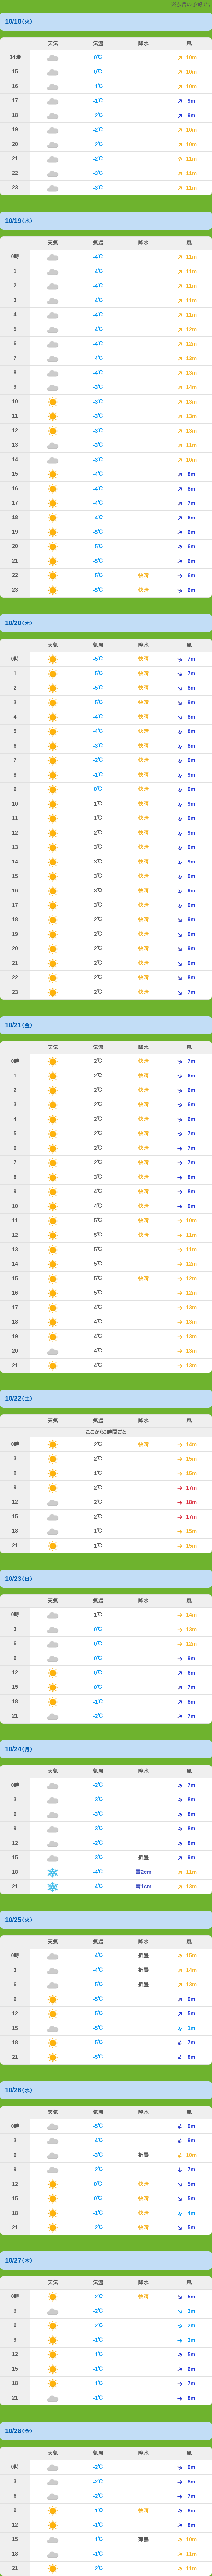 10/18(火)
天気 気温 降水 風
14時 0℃ 10m
15 0℃ 10m
16 -1℃ 10m
17 -1℃ 9m
18 -2℃ 9m
19 -2℃ 10m
20 -2℃ 10m
21 -2℃ 11m
22 -3℃ 11m
23 -3℃ 11m
10/19(水)
天気 気温 降水 風
0時 -4℃ 11m
1 -4℃ 11m
2 -4℃ 11m
3 -4℃ 11m
4 -4℃ 11m
5 -4℃ 12m
6 -4℃ 12m
7 -4℃ 13m
8 -4℃ 13m
9 -3℃ 14m
10 -3℃ 13m
11 -3℃ 13m
12 -3℃ 13m
13 -3℃ 11m
14 -3℃ 10m
15 -4℃ 8m
16 -4℃ 8m
17 -4℃ 7m
18 -4℃ 6m
19 -5℃ 6m
20 -5℃ 6m
21 -5℃ 6m
22 -5℃ 快晴 6m
23 -5℃ 快晴 6m
10/20(木)
天気 気温 降水 風
0時 -5℃ 快晴 7m
1 -5℃ 快晴 7m
2 -5℃ 快晴 8m
3 -5℃ 快晴 9m
4 -4℃ 快晴 8m
5 -4℃ 快晴 8m
6 -3℃ 快晴 8m
7 -2℃ 快晴 9m
8 -1℃ 快晴 9m
9 0℃ 快晴 9m
10 1℃ 快晴 9m
11 1℃ 快晴 9m
12 2℃ 快晴 9m
13 3℃ 快晴 9m
14 3℃ 快晴 9m
15 3℃ 快晴 9m
16 3℃ 快晴 9m
17 3℃ 快晴 9m
18 2℃ 快晴 9m
19 2℃ 快晴 9m
20 2℃ 快晴 9m
21 2℃ 快晴 9m
22 2℃ 快晴 8m
23 2℃ 快晴 7m
10/21(金)
天気 気温 降水 風
0時 2℃ 快晴 7m
1 2℃ 快晴 6m
2 2℃ 快晴 6m
3 2℃ 快晴 6m
4 2℃ 快晴 6m
5 2℃ 快晴 7m
6 2℃ 快晴 7m
7 2℃ 快晴 7m
8 3℃ 快晴 8m
9 4℃ 快晴 8m
10 4℃ 快晴 9m
11 5℃ 快晴 10m
12 5℃ 快晴 11m
13 5℃ 11m
14 5℃ 12m
15 5℃ 快晴 12m
16 5℃ 12m
17 4℃ 13m
18 4℃ 13m
19 4℃ 13m
20 4℃ 13m
21 4℃ 13m
10/22(土)
天気 気温 降水 風
ここから3時間ごと
0時 2℃ 快晴 14m
3 2℃ 15m
6 1℃ 15m
9 2℃ 17m
12 2℃ 18m
15 2℃ 17m
18 1℃ 15m
21 1℃ 15m
10/23(日)
天気 気温 降水 風
0時 1℃ 14m
3 0℃ 13m
6 0℃ 12m
9 0℃ 9m
12 0℃ 6m
15 0℃ 7m
18 -1℃ 8m
21 -2℃ 7m
10/24(月)
天気 気温 降水 風
0時 -2℃ 7m
3 -3℃ 8m
6 -3℃ 8m
9 -3℃ 8m
12 -2℃ 8m
15 -3℃ 折曇 9m
18 -4℃ 雪2cm 11m
21 -4℃ 雪1cm 13m
10/25(火)
天気 気温 降水 風
0時 -4℃ 折曇 15m
3 -4℃ 折曇 14m
6 -5℃ 折曇 13m
9 -5℃ 9m
12 -5℃ 5m
15 -5℃ 1m
18 -5℃ 7m
21 -5℃ 8m
10/26(水)
天気 気温 降水 風
0時 -5℃ 9m
3 -4℃ 9m
6 -3℃ 折曇 10m
9 -2℃ 7m
12 0℃ 快晴 5m
15 0℃ 快晴 5m
18 -1℃ 快晴 4m
21 -2℃ 快晴 5m
10/27(木)
天気 気温 降水 風
0時 -2℃ 快晴 5m
3 -2℃ 3m
6 -2℃ 2m
9 -1℃ 3m
12 -1℃ 5m
15 -1℃ 6m
18 -1℃ 7m
21 -1℃ 8m
10/28(金)
天気 気温 降水 風
0時 -2℃ 9m
3 -2℃ 8m
6 -2℃ 7m
9 -1℃ 快晴 8m
12 -1℃ 8m
15 -1℃ 薄曇 10m
18 -1℃ 11m
21 -2℃ 11m